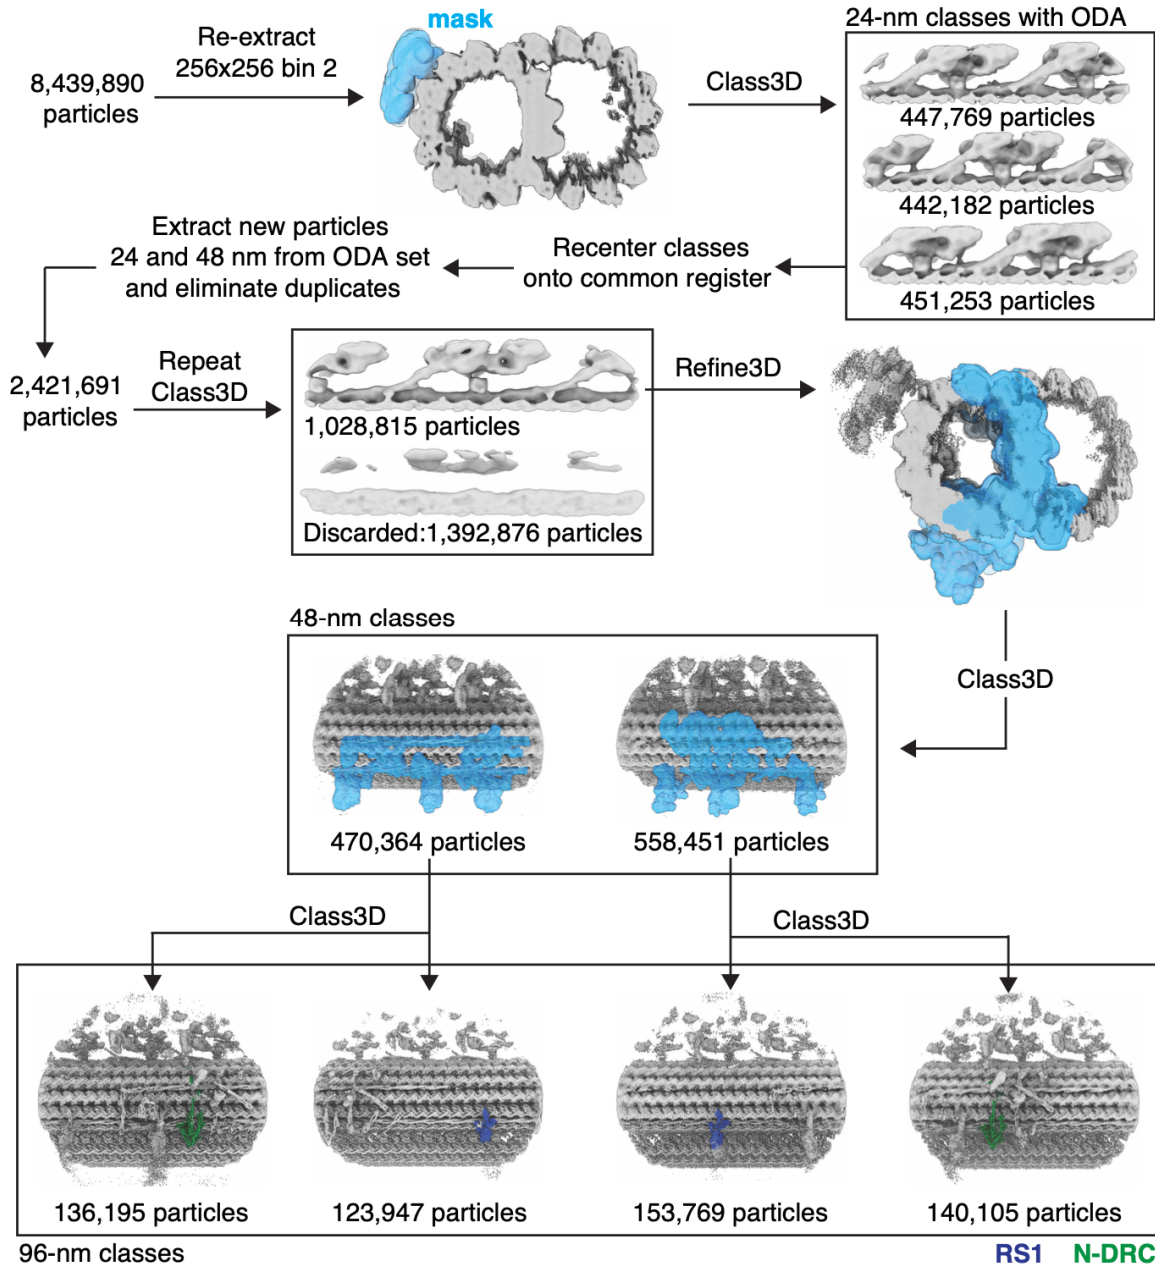 mask
24-nm classes with ODA
Re-extract
256x256 bin 2
8,439,890
particles
Class3D
447,769 particles
442,182 particles
451,253 particles
Recenter classes
onto common register
Extract new particles
24 and 48 nm from ODA set
and eliminate duplicates
2,421,691
particles
Repeat
Class3D
1,028,815 particles
Discarded:1,392,876 particles
Refine3D
Class3D
48-nm classes
470,364 particles
558,451 particles
Class3D
Class3D
136,195 particles
123,947 particles
153,769 particles
140,105 particles
96-nm classes
RS1
N-DRC